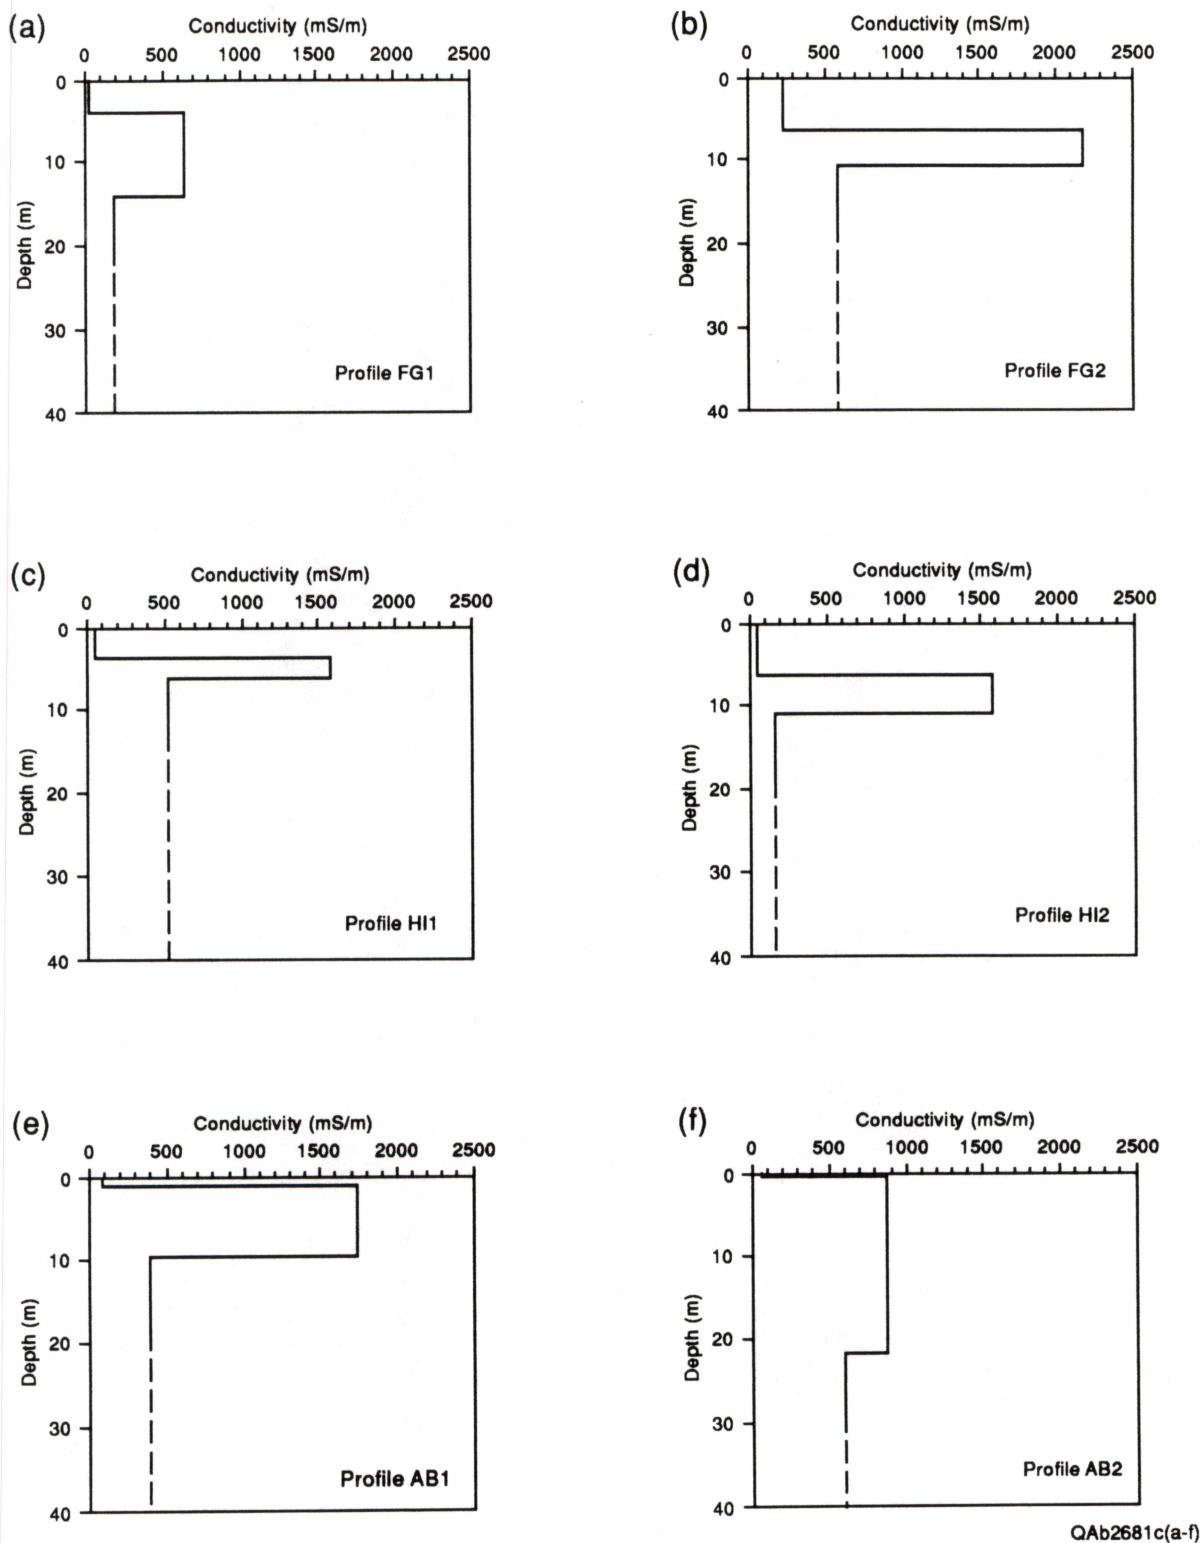 (a)
Conductivity (mS/m)
0 500 1000 1500 2000 2500
0
10
20
30
40
Depth (m)
Profile FG1
(b)
Conductivity (mS/m)
0 500 1000 1500 2000 2500
0
10
20
30
40
Depth (m)
Profile FG2
(c)
Conductivity (mS/m)
0 500 1000 1500 2000 2500
0
10
20
30
40
Depth (m)
Profile HI1
(d)
Conductivity (mS/m)
0 500 1000 1500 2000 2500
0
10
20
30
40
Depth (m)
Profile HI2
(e)
Conductivity (mS/m)
0 500 1000 1500 2000 2500
0
10
20
30
40
Depth (m)
Profile AB1
(f)
Conductivity (mS/m)
0 500 1000 1500 2000 2500
0
10
20
30
40
Depth (m)
Profile AB2
QAb2681c(a-f)